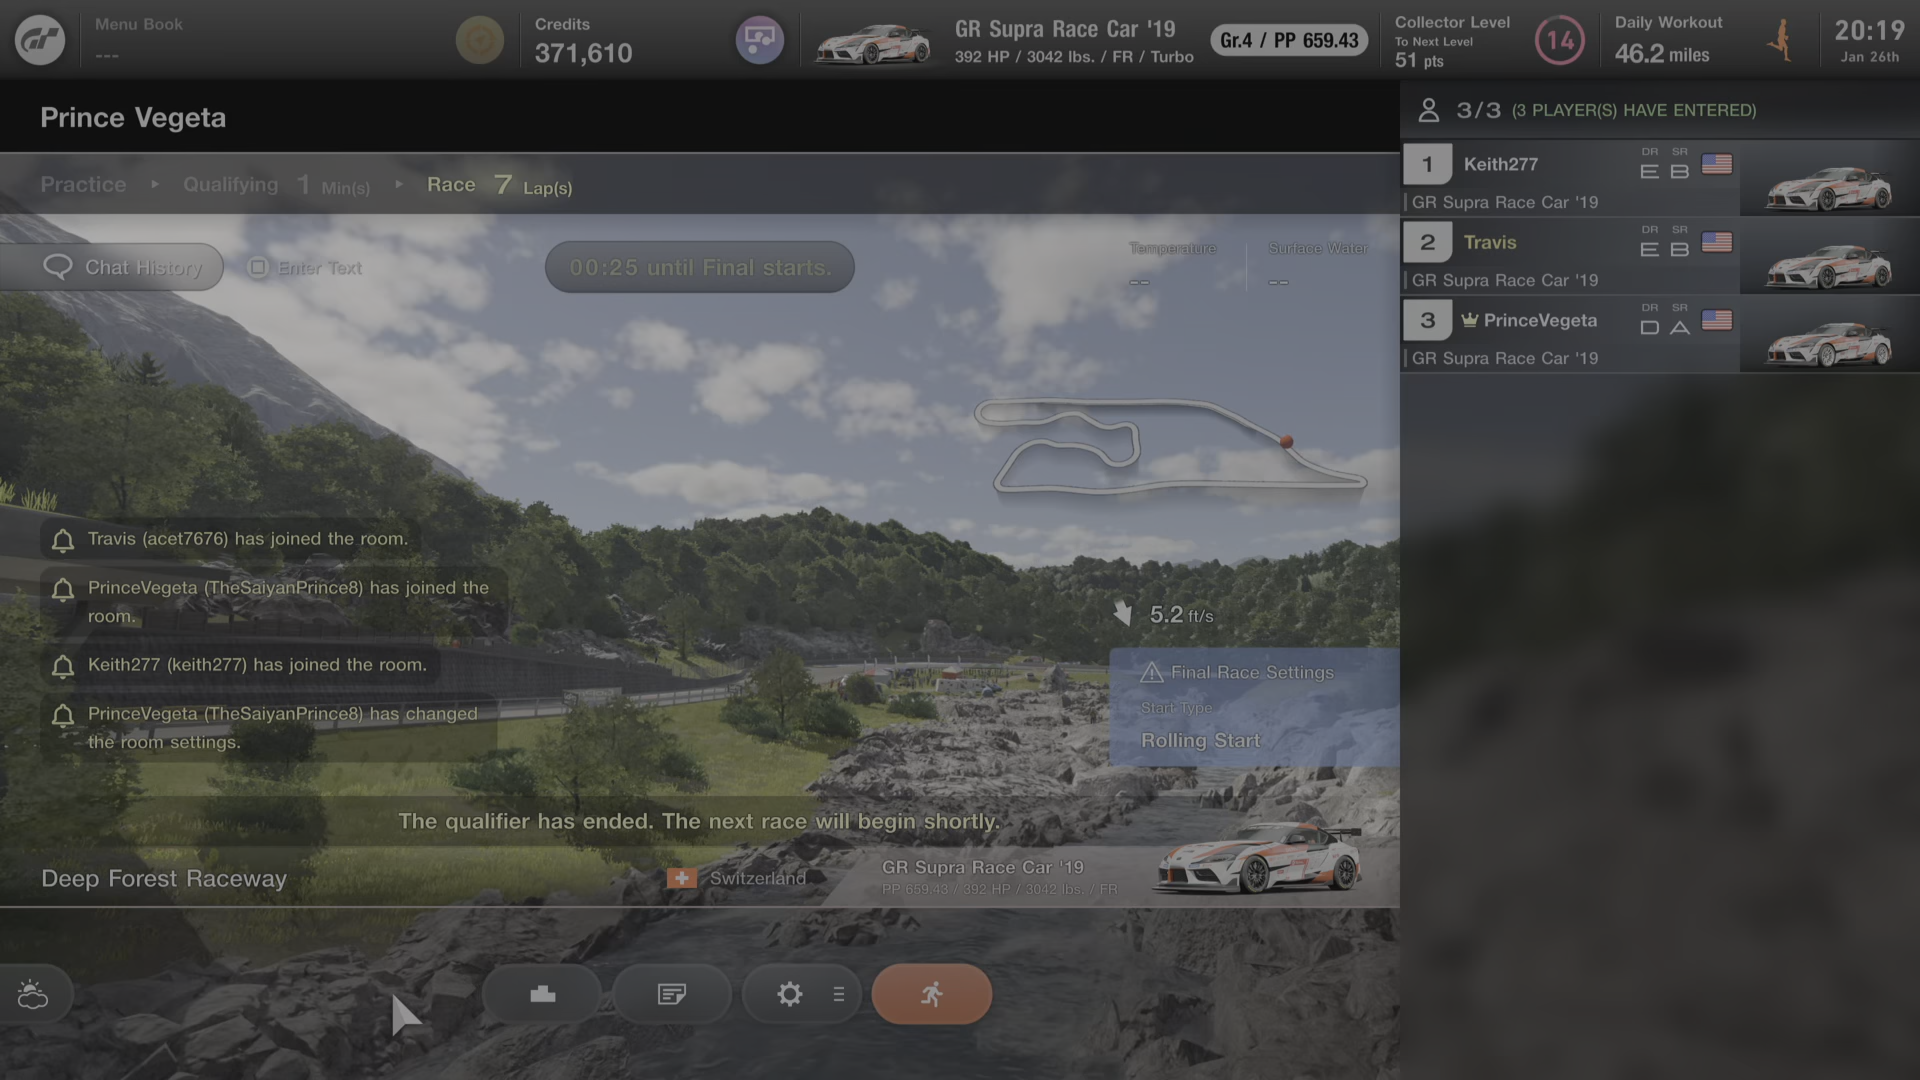 Menu Book
---
Credits
371,610
GR Supra Race Car '19
392 HP / 3042 lbs. / FR / Turbo
Gr.4 / PP 659.43
Collector Level
To Next Level
51 pts
14
Daily Workout
46.2 miles
20:19
Jan 26th
Prince Vegeta
3/3 (3 PLAYER(S) HAVE ENTERED)
Practice
Qualifying 1 Min(s)
Race 7 Lap(s)
Chat History
Enter Text
00:25 until Final starts.
Temperature
--
Surface Water
--
1 Keith277 DR E SR B
GR Supra Race Car '19
2 Travis DR E SR B
GR Supra Race Car '19
3 PrinceVegeta DR D SR A
GR Supra Race Car '19
Travis (acet7676) has joined the room.
PrinceVegeta (TheSaiyanPrince8) has joined the
room.
Keith277 (keith277) has joined the room.
PrinceVegeta (TheSaiyanPrince8) has changed
the room settings.
5.2 ft/s
Final Race Settings
Start Type
Rolling Start
The qualifier has ended. The next race will begin shortly.
Deep Forest Raceway
Switzerland
GR Supra Race Car '19
PP 659.43 / 392 HP / 3042 lbs. / FR